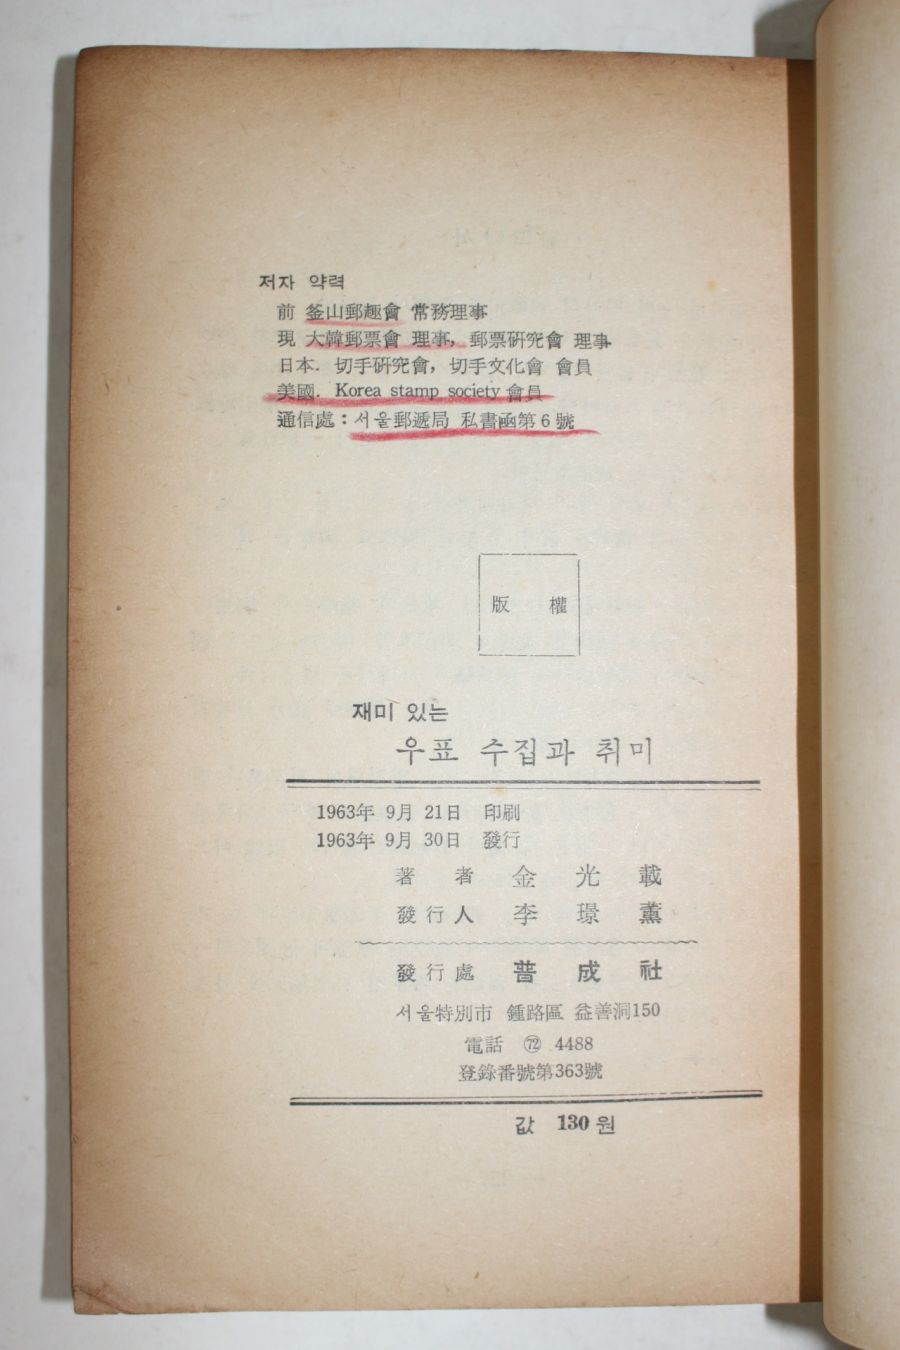 저자 약력
前 釜山郵趣會 常務理事
現 大韓郵票會 理事, 郵票硏究會 理事
日本. 切手硏究會, 切手文化會 會員
美國. Korea stamp society 會員
通信處 : 서울郵遞局 私書函第6號
版 權
재미 있는
우표 수집과 취미
1963年 9月 21日 印刷
1963年 9月 30日 發行
著 者 金 光 載
發行人 李 璟 薰
發行處 普 成 社
서울特別市 鍾路區 益善洞150
電話 ㊆ 4488
登錄番號第363號
값 130원